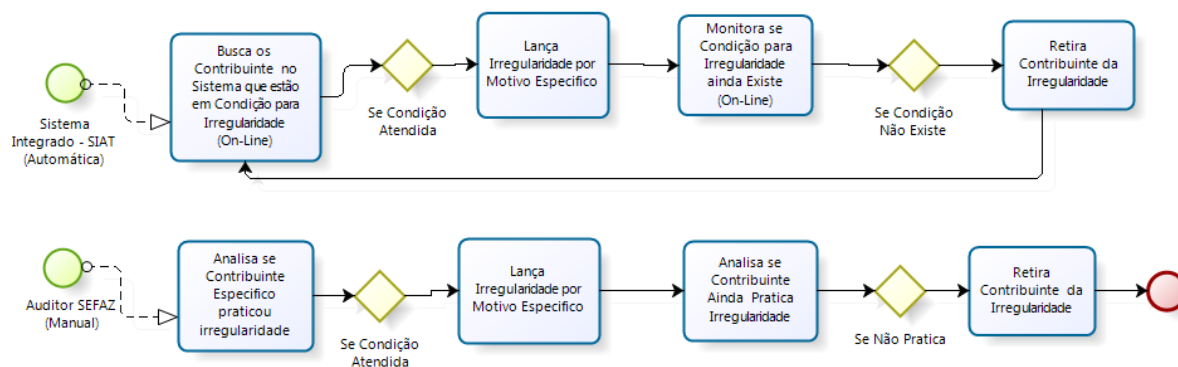 Busca os
Contribuinte no
Sistema que estão
em Condição para
Irregularidade
(On-Line)
Lança
Irregularidade por
Motivo Especifico
Monitora se
Condição para
Irregularidade
ainda Existe
(On-Line)
Retira
Contribuinte da
Irregularidade
Sistema
Integrado - SIAT
(Automática)
Se Condição
Atendida
Se Condição
Não Existe
Analisa se
Contribuinte
Especifico
praticou
irregularidade
Lança
Irregularidade por
Motivo Especifico
Analisa se
Contribuinte
Ainda Pratica
Irregularidade
Retira
Contribuinte da
Irregularidade
Auditor SEFAZ
(Manual)
Se Condição
Atendida
Se Não Pratica